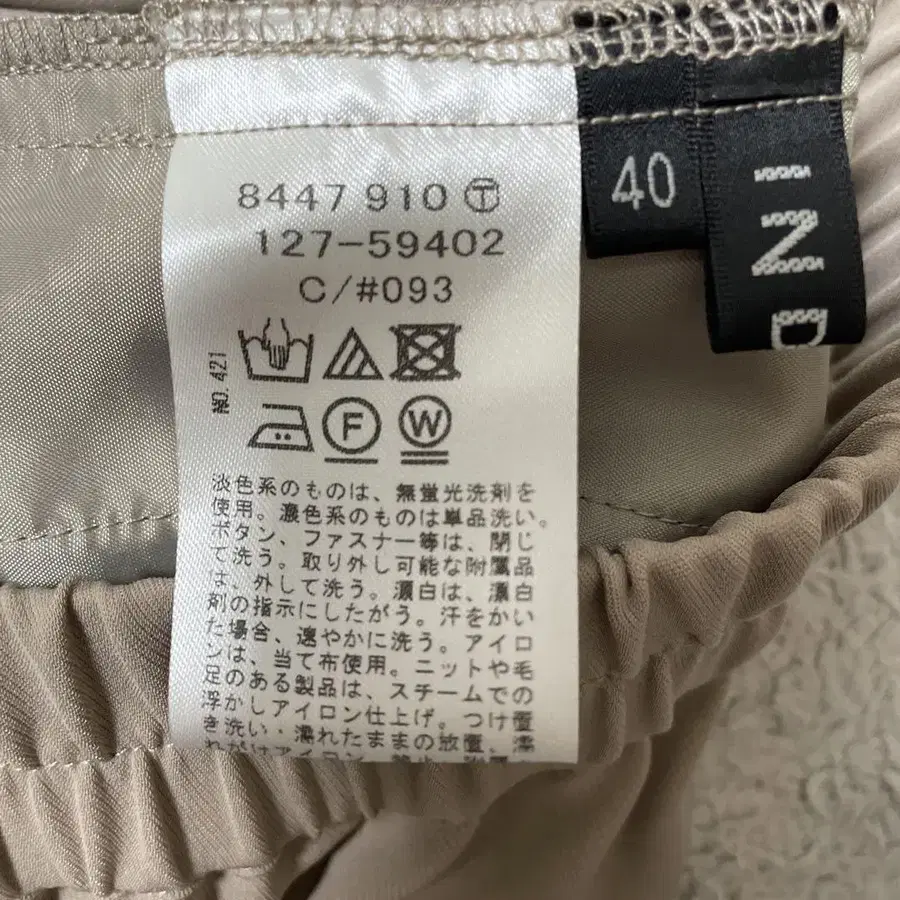 8447 910 Ⓣ
127-59402
C/#093
NO. 421
F
W
淡色系のものは、無蛍光洗剤を
使用。濃色系のものは単品洗い。
ボタン、ファスナー等は、閉じ
て洗う。取り外し可能な附属品
は、外して洗う。漂白は、漂白
剤の指示にしたがう。汗をかい
た場合、速やかに洗う。アイロ
ンは、当て布使用。ニットや毛
足のある製品は、スチームでの
浮かしアイロン仕上げ。つけ置
き洗い・濡れたままの放置、濡
40
IND